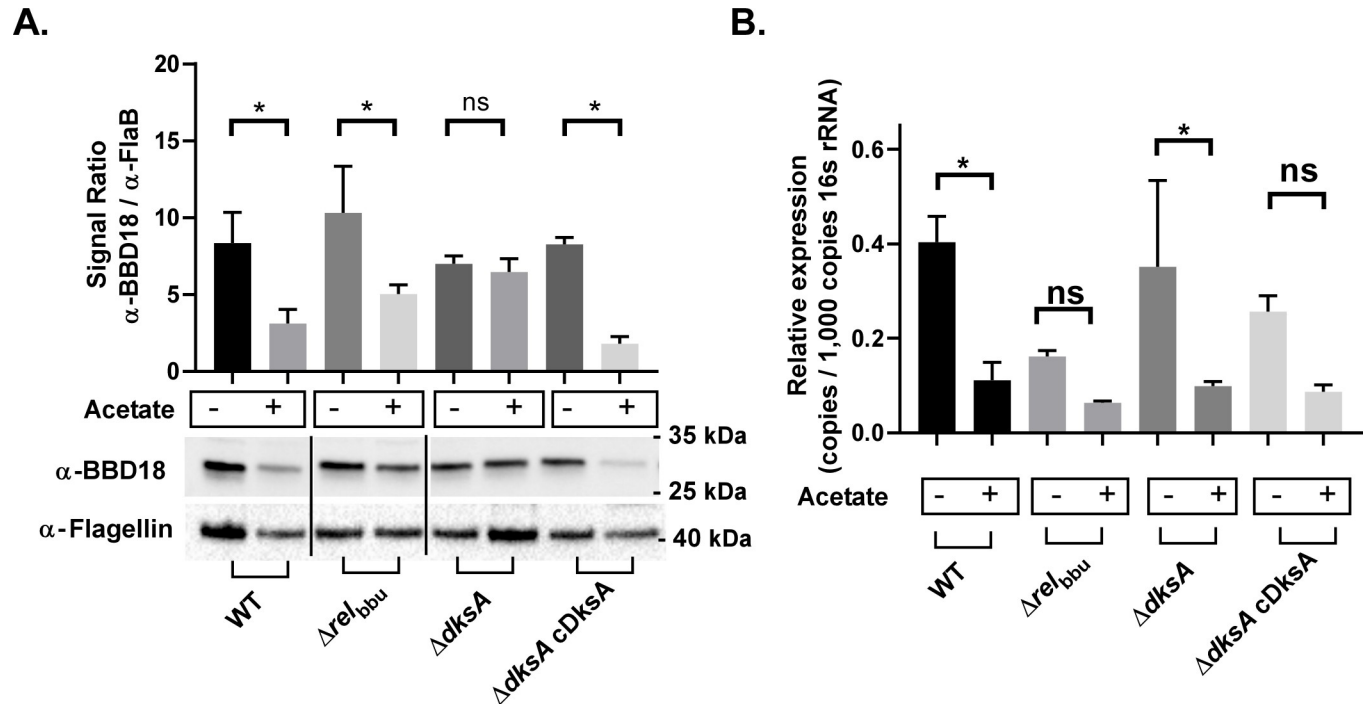 A.
Signal Ratio
α-BBD18 / α-FlaB
20
15
10
5
0
* * ns *
Acetate - + - + - + - +
α-BBD18
35 kDa
25 kDa
α-Flagellin
40 kDa
WT
Δrelbbu
ΔdksA
ΔdksA cDksA
B.
Relative expression
(copies / 1,000 copies 16s rRNA)
0.6
0.4
0.2
0.0
* ns * ns
Acetate - + - + - + - +
WT
Δrelbbu
ΔdksA
ΔdksA cDksA